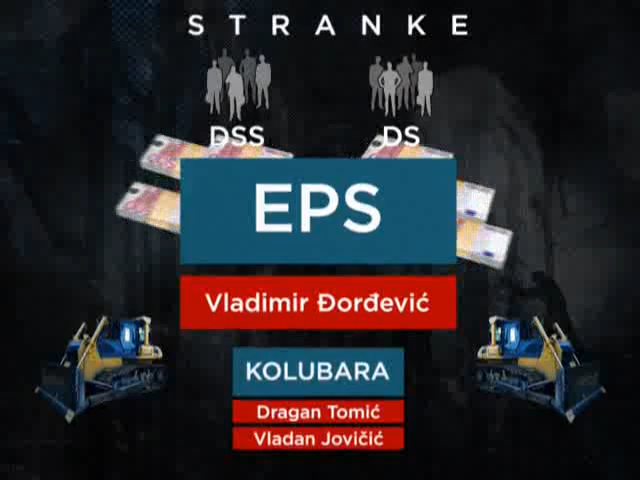 STRANKE
DSS DS
EPS
Vladimir Đorđević
KOLUBARA
Dragan Tomić
Vladan Jovičić